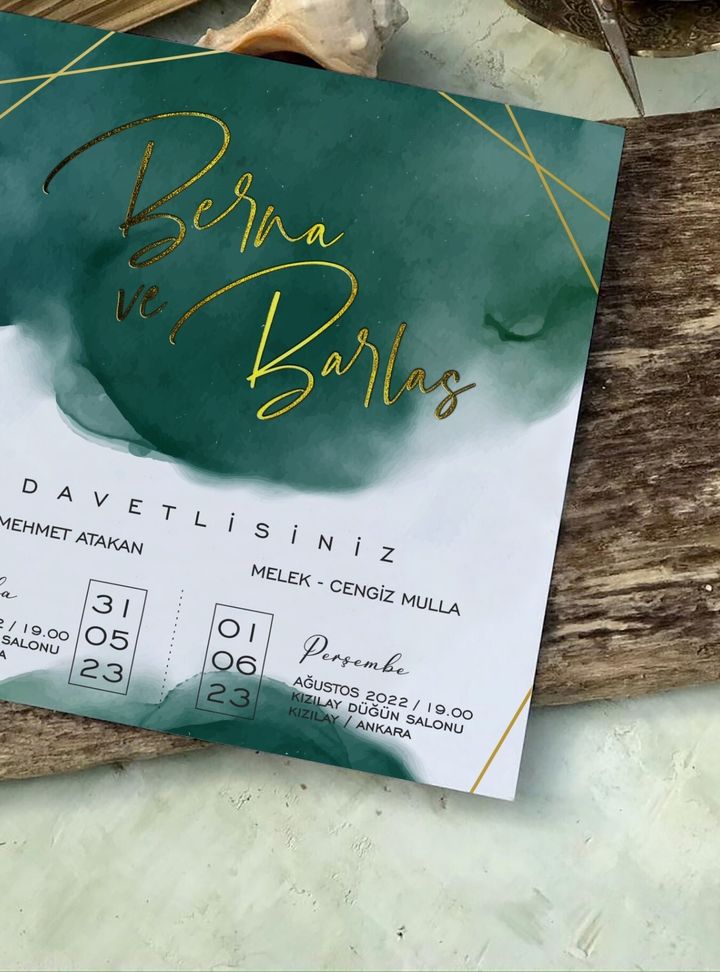 Berna
ve
Barlas
DAVETLİSİNİZ
MEHMET ATAKAN
MELEK - CENGİZ MULLA
31
05
23
/ 19.00
SALONU
01
06
23
Perşembe
AĞUSTOS 2022 / 19.00
KIZILAY DÜĞÜN SALONU
KIZILAY / ANKARA